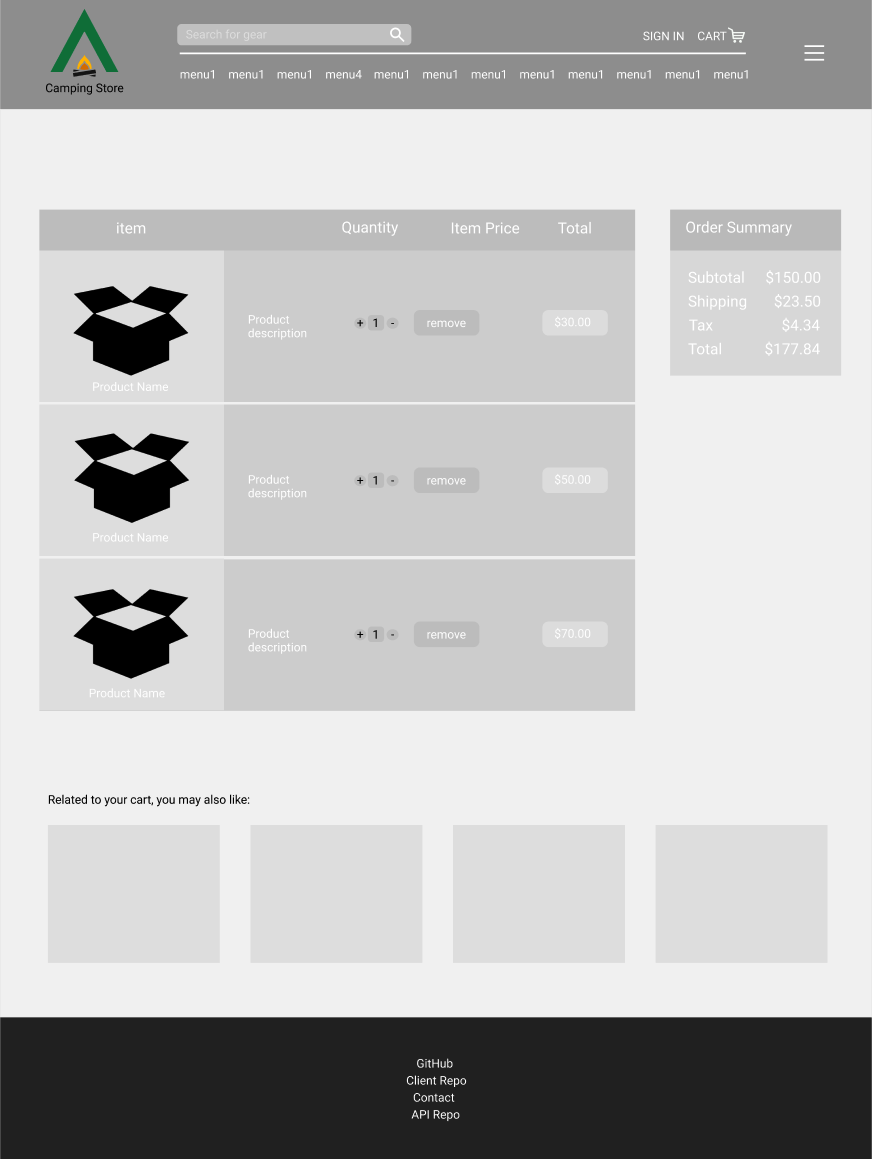 Search for gear
SIGN IN CART
menu1 menu1 menu1 menu4 menu1 menu1 menu1 menu1 menu1 menu1 menu1 menu1
Camping Store
item Quantity Item Price Total
Product
description
+ 1 - remove $30.00
Product Name
Product
description
+ 1 - remove $50.00
Product Name
Product
description
+ 1 - remove $70.00
Product Name
Order Summary
Subtotal $150.00
Shipping $23.50
Tax $4.34
Total $177.84
Related to your cart, you may also like:
GitHub
Client Repo
Contact
API Repo